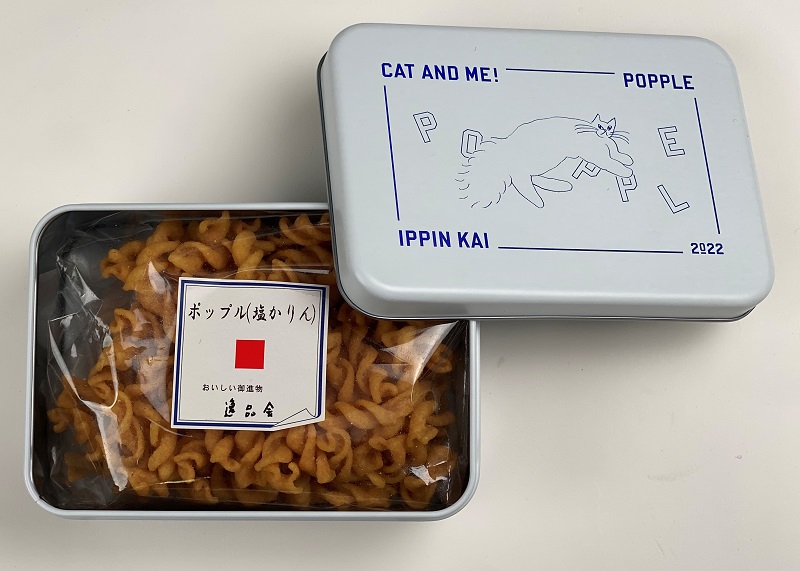 CAT AND ME!
POPPLE
POPPLE
IPPIN KAI
2022
ポップル(塩かりん)
おいしい御進物
逸品会